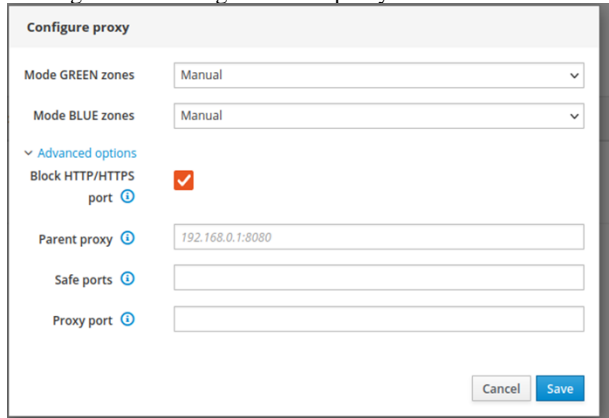 Configure proxy
Mode GREEN zones Manual
Mode BLUE zones Manual
Advanced options
Block HTTP/HTTPS
port
Parent proxy 192.168.0.1:8080
Safe ports
Proxy port
Cancel Save